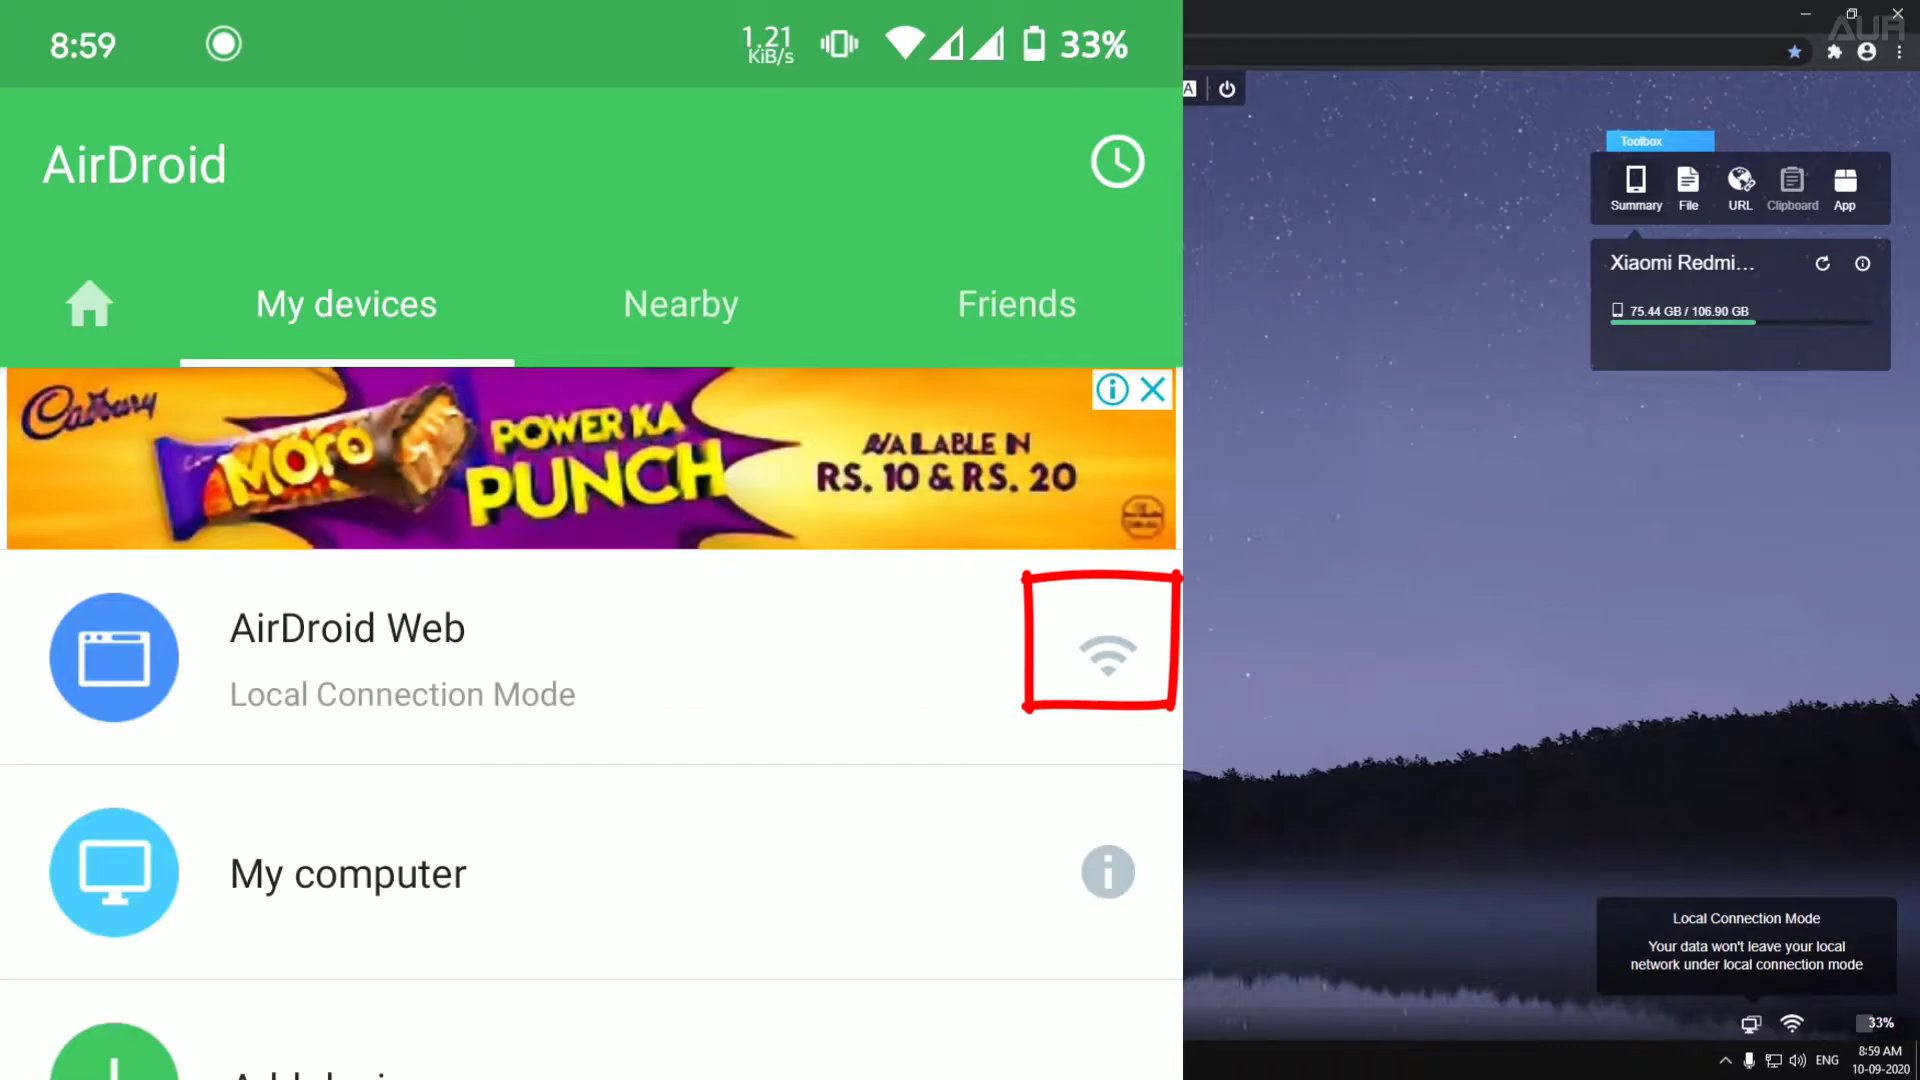 8:59
1.21
KiB/s
33%
AirDroid
My devices
Nearby
Friends
Cadbury
MORO
POWER KA
PUNCH
AVAILABLE IN
RS. 10 & RS. 20
AirDroid Web
Local Connection Mode
My computer
A
Toolbox
Summary
File
URL
Clipboard
App
Xiaomi Redmi...
75.44 GB / 106.90 GB
Local Connection Mode
Your data won't leave your local
network under local connection mode
33%
ENG
8:59 AM
10-09-2020